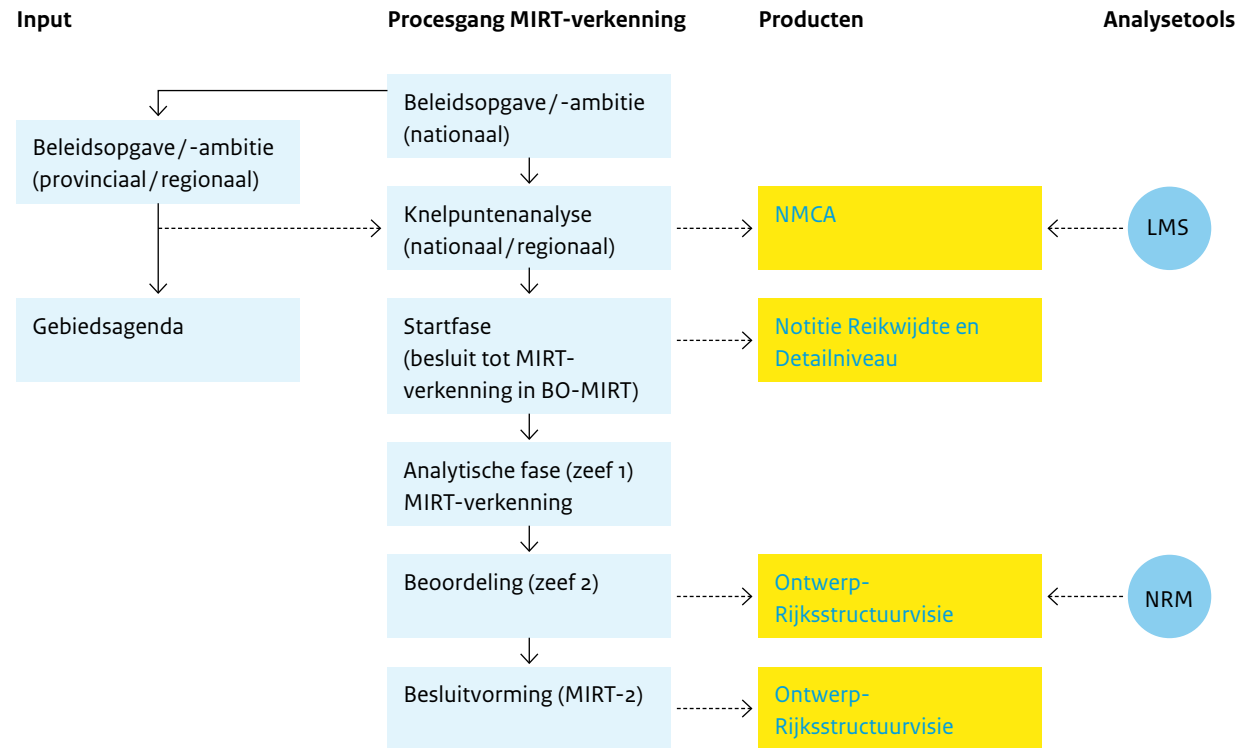 Input
Procesgang MIRT-verkenning
Producten
Analysetools
Beleidsopgave/-ambitie
(nationaal)
Beleidsopgave/-ambitie
(provinciaal/regionaal)
Knelpuntenanalyse
(nationaal/regionaal)
NMCA
LMS
Gebiedsagenda
Startfase
(besluit tot MIRT-
verkenning in BO-MIRT)
Notitie Reikwijdte en
Detailniveau
Analytische fase (zeef 1)
MIRT-verkenning
Beoordeling (zeef 2)
Ontwerp-
Rijksstructuurvisie
NRM
Besluitvorming (MIRT-2)
Ontwerp-
Rijksstructuurvisie